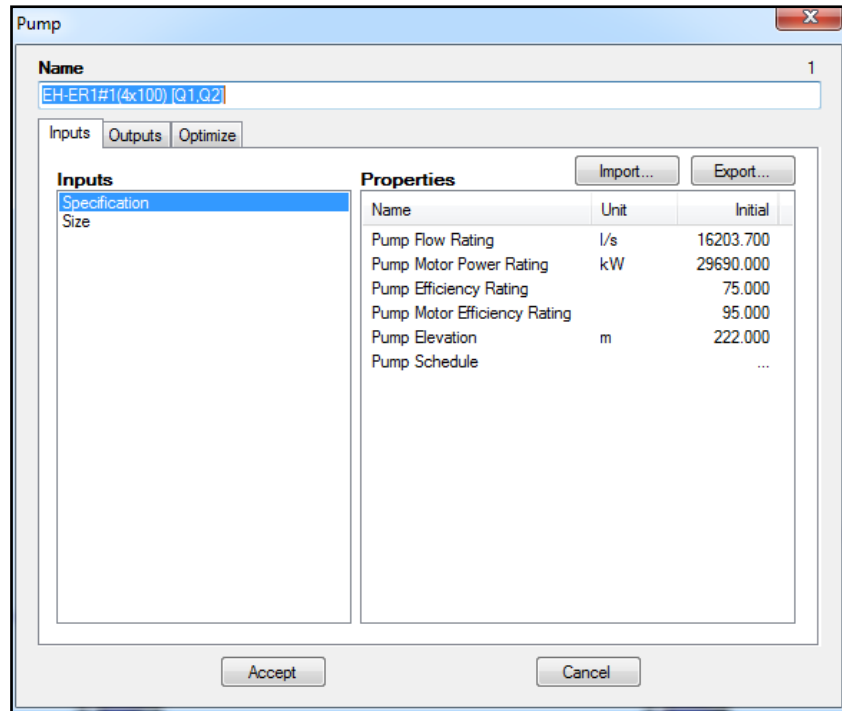 Pump
X
Name 1
EH-ER1#1(4x100) [Q1,Q2]
Inputs Outputs Optimize
Inputs
Specification
Size
Properties Import... Export...
Name Unit Initial
Pump Flow Rating l/s 16203.700
Pump Motor Power Rating kW 29690.000
Pump Efficiency Rating 75.000
Pump Motor Efficiency Rating 95.000
Pump Elevation m 222.000
Pump Schedule ...
Accept Cancel